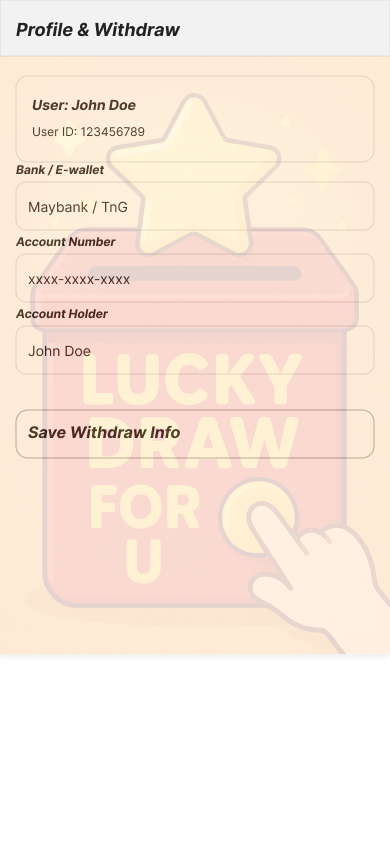 Profile & Withdraw
User: John Doe
User ID: 123456789
Bank / E-wallet
Maybank / TnG
Account Number
xxxx-xxxx-xxxx
Account Holder
John Doe
LUCKY
Save Withdraw Info
DRAW
FOR
U